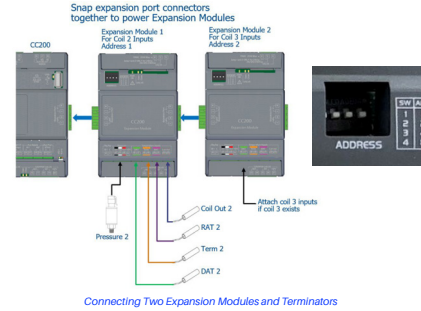 Snap expansion port connectors
together to power Expansion Modules
CC200
Expansion Module 1
For Coil 2 Inputs
Address 1
Expansion Module 2
For Coil 3 Inputs
Address 2
CC200
CC200
ADDRESS
SW
1
2
3
4
Coil Out 2
RAT 2
Term 2
DAT 2
Pressure 2
Attach coil 3 inputs
if coil 3 exists
Connecting Two Expansion Modules and Terminators